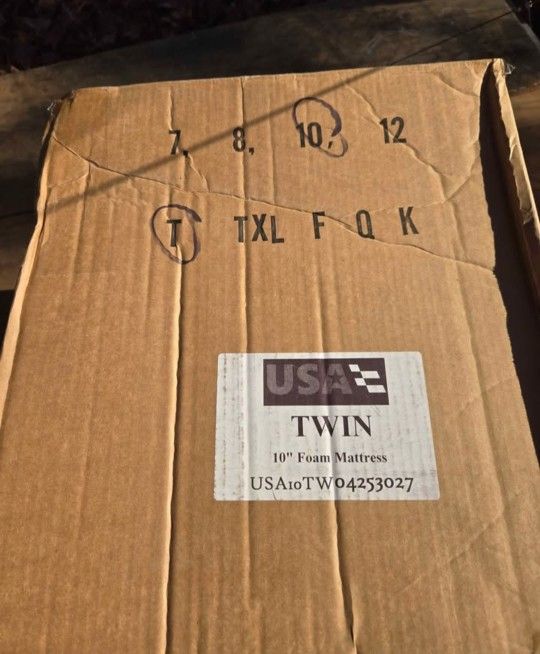 7, 8, 10, 12
T TXL F Q K
USA
TWIN
10" Foam Mattress
USA10TW04253027